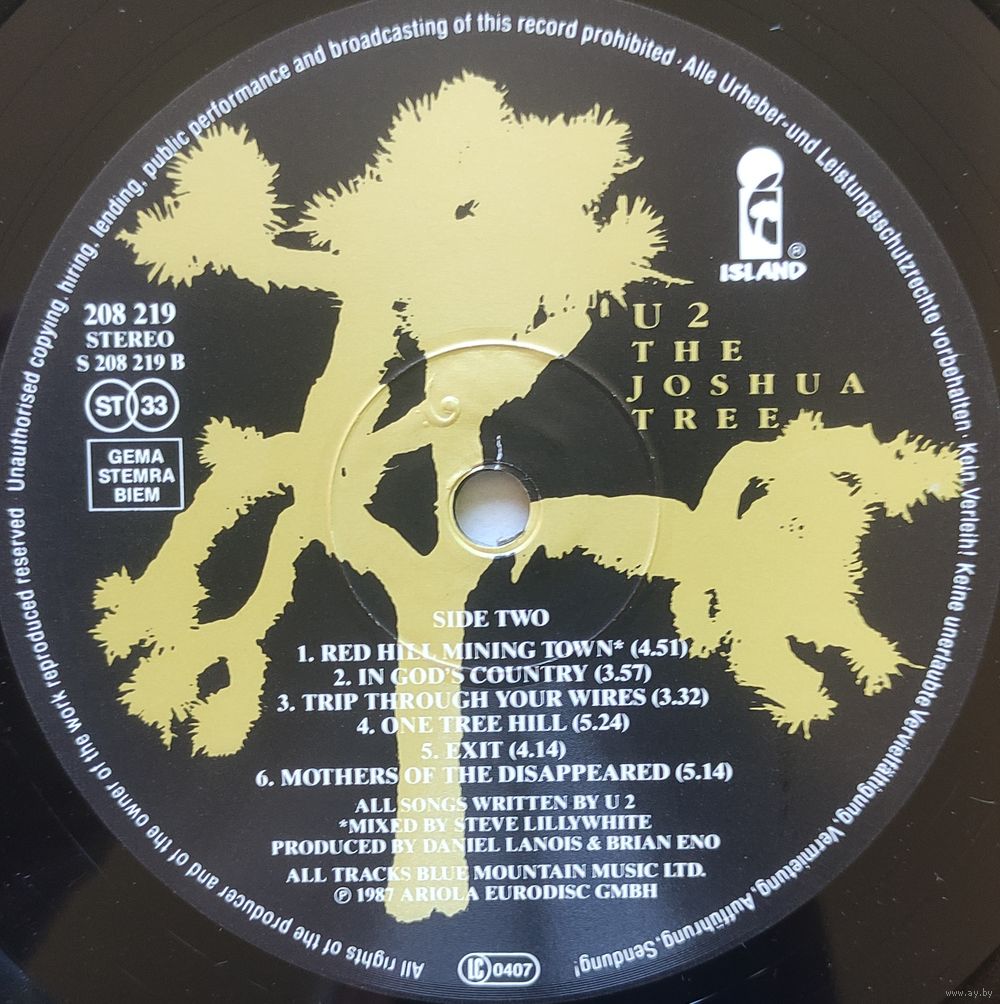 All rights of the producer and of the owner of the work reproduced reserved Unauthorised copying, hiring, lending, public performance and broadcasting of this record prohibited · Alle Urheber-und Leistungsschutzrechte vorbehalten · Kein Verleih! Keine unerlaubte Vervielfältigung, Vermietung, Aufführung, Sendung!
ISLAND ®
208 219
STEREO
S 208 219 B
ST 33
GEMA
STEMRA
BIEM
U 2
THE
JOSHUA
TREE
SIDE TWO
1. RED HILL MINING TOWN* (4.51)
2. IN GOD'S COUNTRY (3.57)
3. TRIP THROUGH YOUR WIRES (3.32)
4. ONE TREE HILL (5.24)
5. EXIT (4.14)
6. MOTHERS OF THE DISAPPEARED (5.14)
ALL SONGS WRITTEN BY U 2
*MIXED BY STEVE LILLYWHITE
PRODUCED BY DANIEL LANOIS & BRIAN ENO
ALL TRACKS BLUE MOUNTAIN MUSIC LTD.
℗ 1987 ARIOLA EURODISC GMBH
LC 0407
www.ay.by